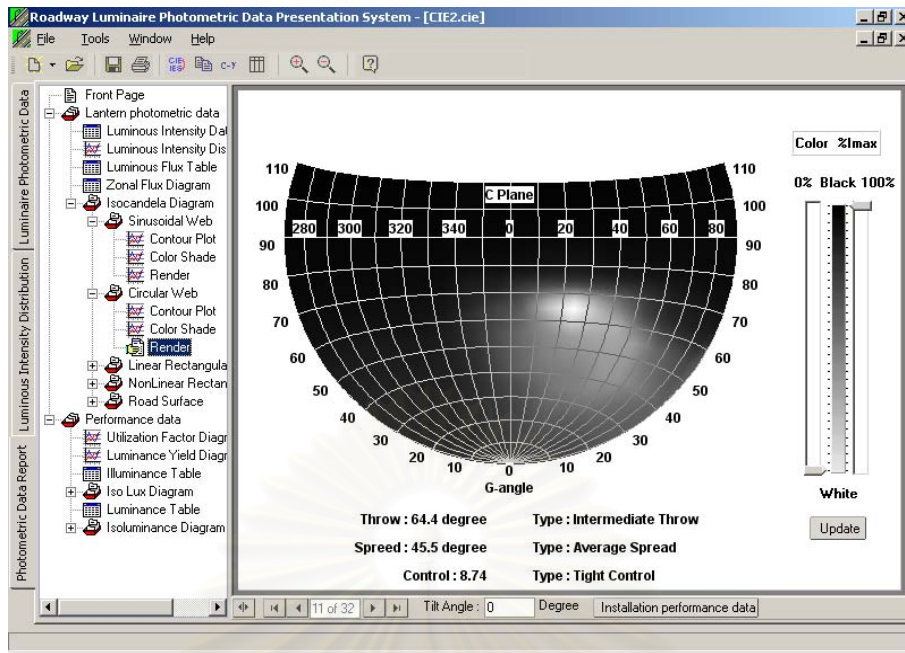 Roadway Luminaire Photometric Data Presentation System - [CIE2.cie]
File Tools Window Help
CIE IES
c-γ
Luminaire Photometric Data
Luminous Intensity Distribution
Photometric Data Report
Front Page
Lantern photometric data
Luminous Intensity Dat
Luminous Intensity Dis
Luminous Flux Table
Zonal Flux Diagram
Isocandela Diagram
Sinusoidal Web
Contour Plot
Color Shade
Render
Circular Web
Contour Plot
Color Shade
Render
Linear Rectangula
NonLinear Rectan
Road Surface
Performance data
Utilization Factor Diagr
Luminance Yield Diagr
Illuminance Table
Iso Lux Diagram
Luminance Table
Isoluminance Diagram
C Plane
280 300 320 340 0 20 40 60 80
110 110
100 100
90 90
80 80
70 70
60 60
50 50
40 40
30 30
20 20
10 0 10
G-angle
Throw : 64.4 degree Type : Intermediate Throw
Spreed : 45.5 degree Type : Average Spread
Control : 8.74 Type : Tight Control
Color %Imax
0% Black 100%
White
Update
11 of 32 Tilt Angle : 0 Degree Installation performance data